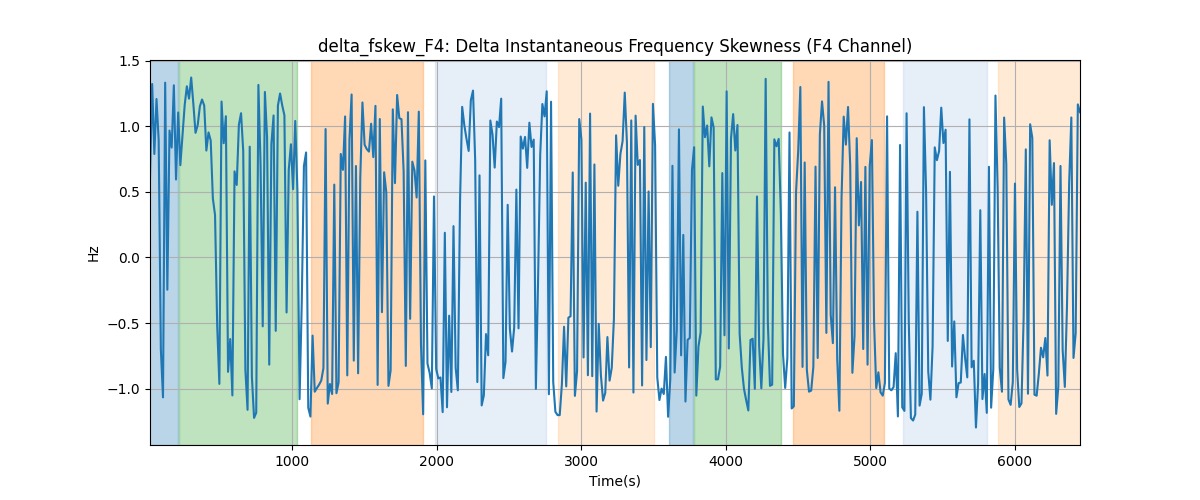 delta_fskew_F4: Delta Instantaneous Frequency Skewness (F4 Channel)
1.5
1.0
0.5
0.0
−0.5
−1.0
Hz
1000 2000 3000 4000 5000 6000
Time(s)